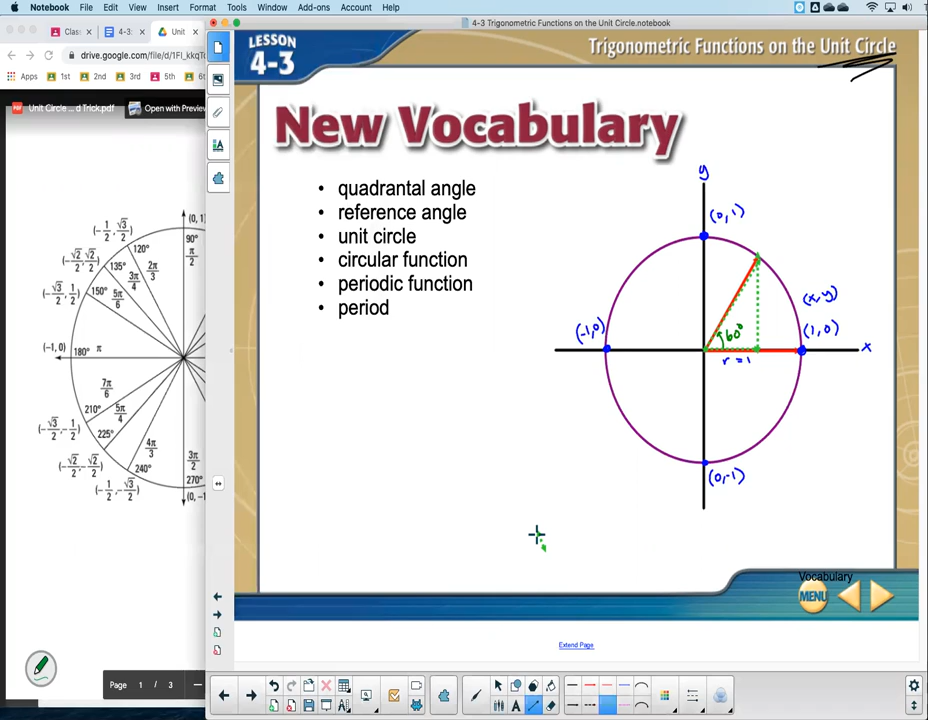 Notebook File Edit View Insert Format Tools Window Add-ons Account Help
4-3 Trigonometric Functions on the Unit Circle.notebook
Clas
4-3:
Unit
drive.google.com/file/d/1Fl_kkq
Apps 1st 2nd 3rd 5th 6th
Unit Circle ... d Trick.pdf Open with Preview
LESSON
4-3
Trigonometric Functions on the Unit Circle
New Vocabulary
• quadrantal angle
• reference angle
• unit circle
• circular function
• periodic function
• period
y
(0, 1)
(x, y)
(-1, 0)
(1, 0)
60°
x
r = 1
(0, -1)
(0, 1
(-1/2, √3/2)
90°
π/2
120°
2π/3
(-√2/2, √2/2)
135°
3π/4
(-√3/2, 1/2)
150°
5π/6
(-1, 0)
180° π
7π/6
210°
(-√3/2, -1/2)
5π/4
225°
(-√2/2, -√2/2)
4π/3
240°
(-1/2, -√3/2)
3π/2
270°
(0, -1
Vocabulary
MENU
Extend Page
Page 1 / 3